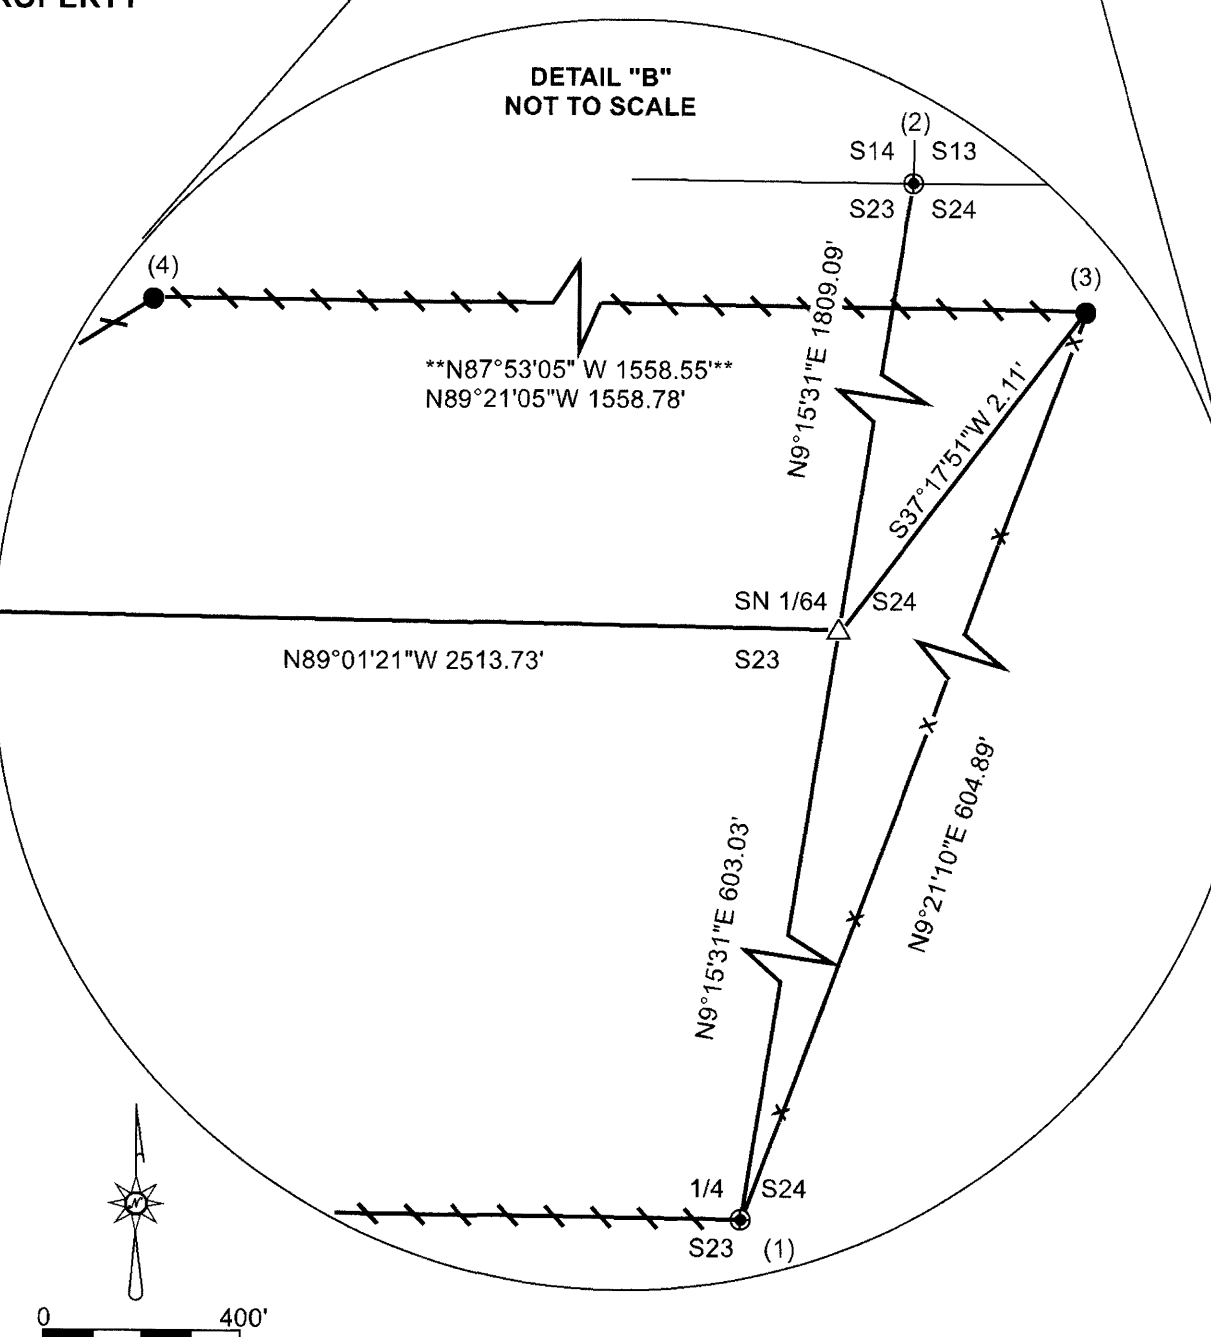 DETAIL "B"
NOT TO SCALE
(2)
S14 S13
S23 S24
(4)
(3)
N9°15'31"E 1809.09'
**N87°53'05" W 1558.55'**
N89°21'05"W 1558.78'
S37°17'51"W 2.11'
SN 1/64 S24
N89°01'21"W 2513.73'
S23
N9°21'10"E 604.89'
N9°15'31"E 603.03'
1/4 S24
S23 (1)
N
0 400'